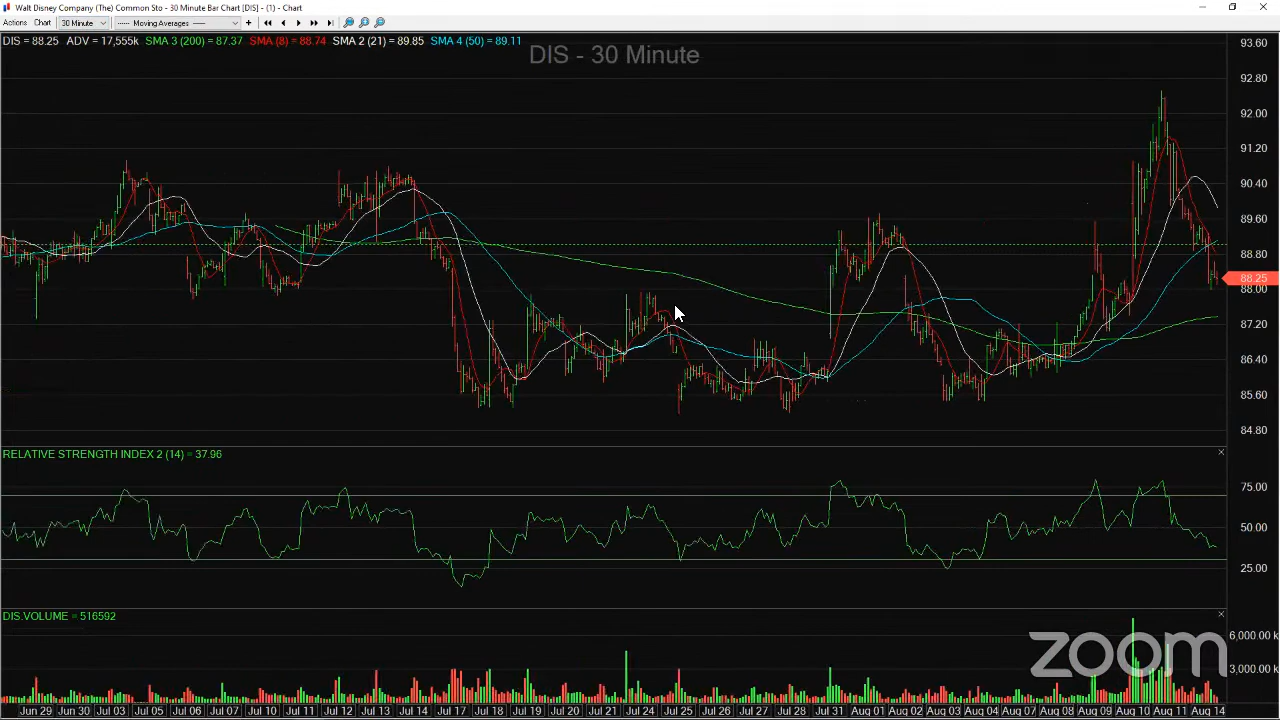 Walt Disney Company (The) Common Sto - 30 Minute Bar Chart [DIS] - (1) - Chart
Actions Chart 30 Minute Moving Averages
DIS = 88.25 ADV = 17,555k SMA 3 (200) = 87.37 SMA (8) = 88.74 SMA 2 (21) = 89.85 SMA 4 (50) = 89.11
DIS - 30 Minute
93.60
92.80
92.00
91.20
90.40
89.60
88.80
88.25
88.00
87.20
86.40
85.60
84.80
RELATIVE STRENGTH INDEX 2 (14) = 37.96
75.00
50.00
25.00
DIS.VOLUME = 516592
6,000.00 k
3,000.00 k
zoom
Jun 29 Jun 30 Jul 03 Jul 05 Jul 06 Jul 07 Jul 10 Jul 11 Jul 12 Jul 13 Jul 14 Jul 17 Jul 18 Jul 19 Jul 20 Jul 21 Jul 24 Jul 25 Jul 26 Jul 27 Jul 28 Jul 31 Aug 01 Aug 02 Aug 03 Aug 04 Aug 07 Aug 08 Aug 09 Aug 10 Aug 11 Aug 14